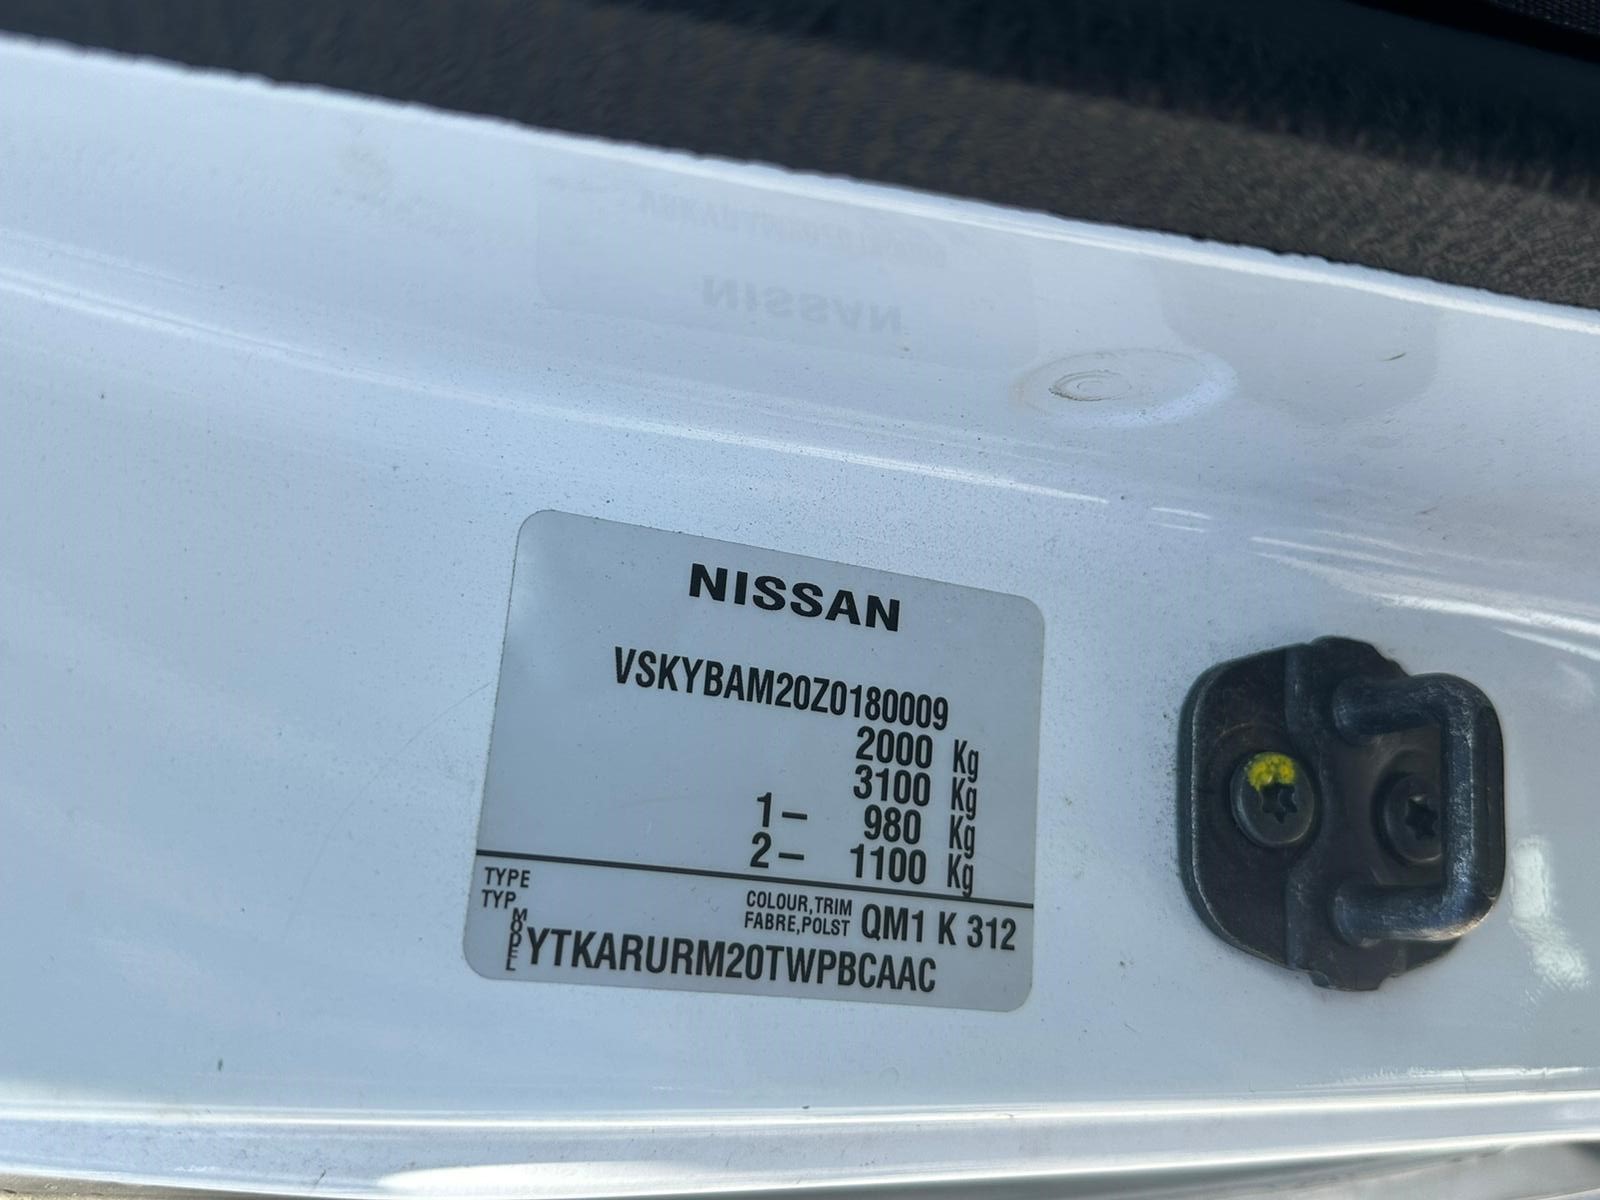 NISSAN
VSKYBAM20Z0180009
2000 Kg
3100 Kg
1– 980 Kg
2– 1100 Kg
TYPE
TYP
COLOUR,TRIM
FABRE,POLST QM1 K 312
MODEL YTKARURM20TWPBCAAC